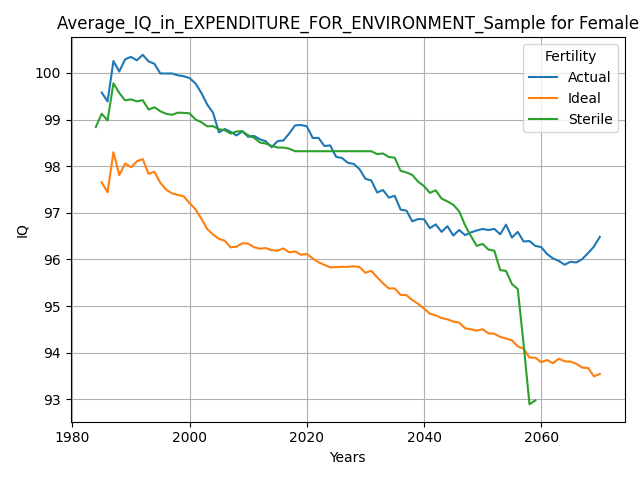 Average_IQ_in_EXPENDITURE_FOR_ENVIRONMENT_Sample for Female
Fertility
Actual
Ideal
Sterile
IQ
100
99
98
97
96
95
94
93
1980
2000
2020
2040
2060
Years